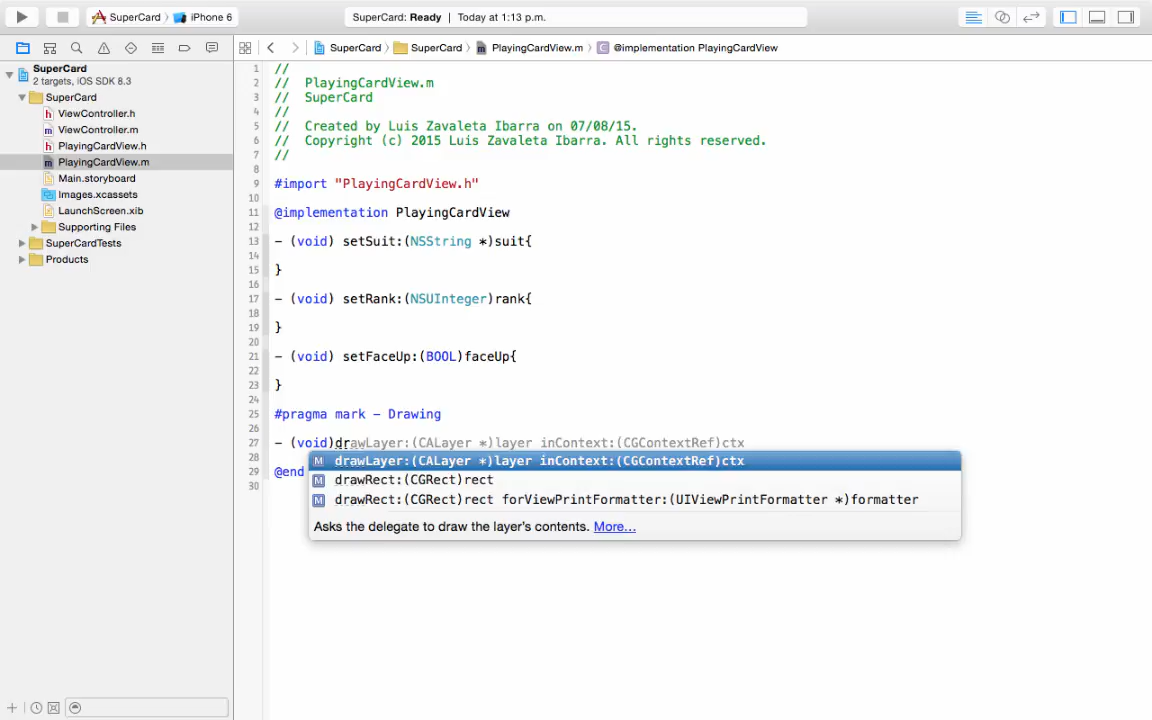 SuperCard 〉 iPhone 6
SuperCard: Ready | Today at 1:13 p.m.
SuperCard 〉 SuperCard 〉 PlayingCardView.m 〉 @implementation PlayingCardView
SuperCard
2 targets, iOS SDK 8.3
SuperCard
ViewController.h
ViewController.m
PlayingCardView.h
PlayingCardView.m
Main.storyboard
Images.xcassets
LaunchScreen.xib
Supporting Files
SuperCardTests
Products
1 //
2 //  PlayingCardView.m
3 //  SuperCard
4 //
5 //  Created by Luis Zavaleta Ibarra on 07/08/15.
6 //  Copyright (c) 2015 Luis Zavaleta Ibarra. All rights reserved.
7 //
8
9 #import "PlayingCardView.h"
10
11 @implementation PlayingCardView
12
13 - (void) setSuit:(NSString *)suit{
14
15 }
16
17 - (void) setRank:(NSUInteger)rank{
18
19 }
20
21 - (void) setFaceUp:(BOOL)faceUp{
22
23 }
24
25 #pragma mark - Drawing
26
27 - (void)drawLayer:(CALayer *)layer inContext:(CGContextRef)ctx
28
29 @end
30
M drawLayer:(CALayer *)layer inContext:(CGContextRef)ctx
M drawRect:(CGRect)rect
M drawRect:(CGRect)rect forViewPrintFormatter:(UIViewPrintFormatter *)formatter
Asks the delegate to draw the layer's contents. More...